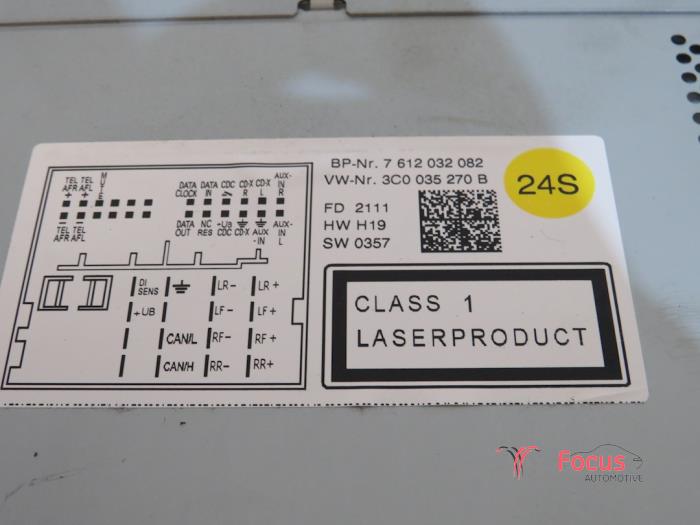 BP-Nr. 7 612 032 082
VW-Nr. 3C0 035 270 B
FD 2111
HW H19
SW 0357
24S
CLASS 1
LASERPRODUCT
TEL TEL MUTE
AFR AFL
+ +
DATA DATA CDC CD-X CD-X AUX-
CLOCK IN R L IN
R
− −
TEL TEL
AFR AFL
DATA NC +UB AUX-
OUT RES CDC CD-X AUX IN
-IN L
DI LR− LR+
SENS
+UB LF− LF+
CAN/L RF− RF+
CAN/H RR− RR+
Focus
AUTOMOTIVE